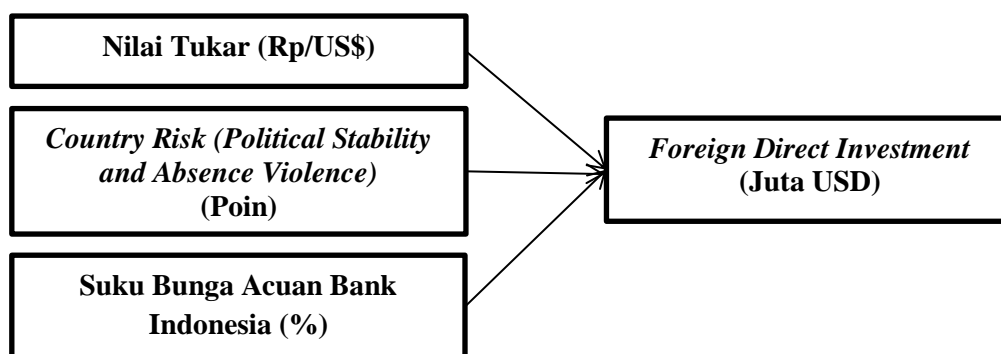 Nilai Tukar (Rp/US$)
Country Risk (Political Stability
and Absence Violence)
(Poin)
Foreign Direct Investment
(Juta USD)
Suku Bunga Acuan Bank
Indonesia (%)